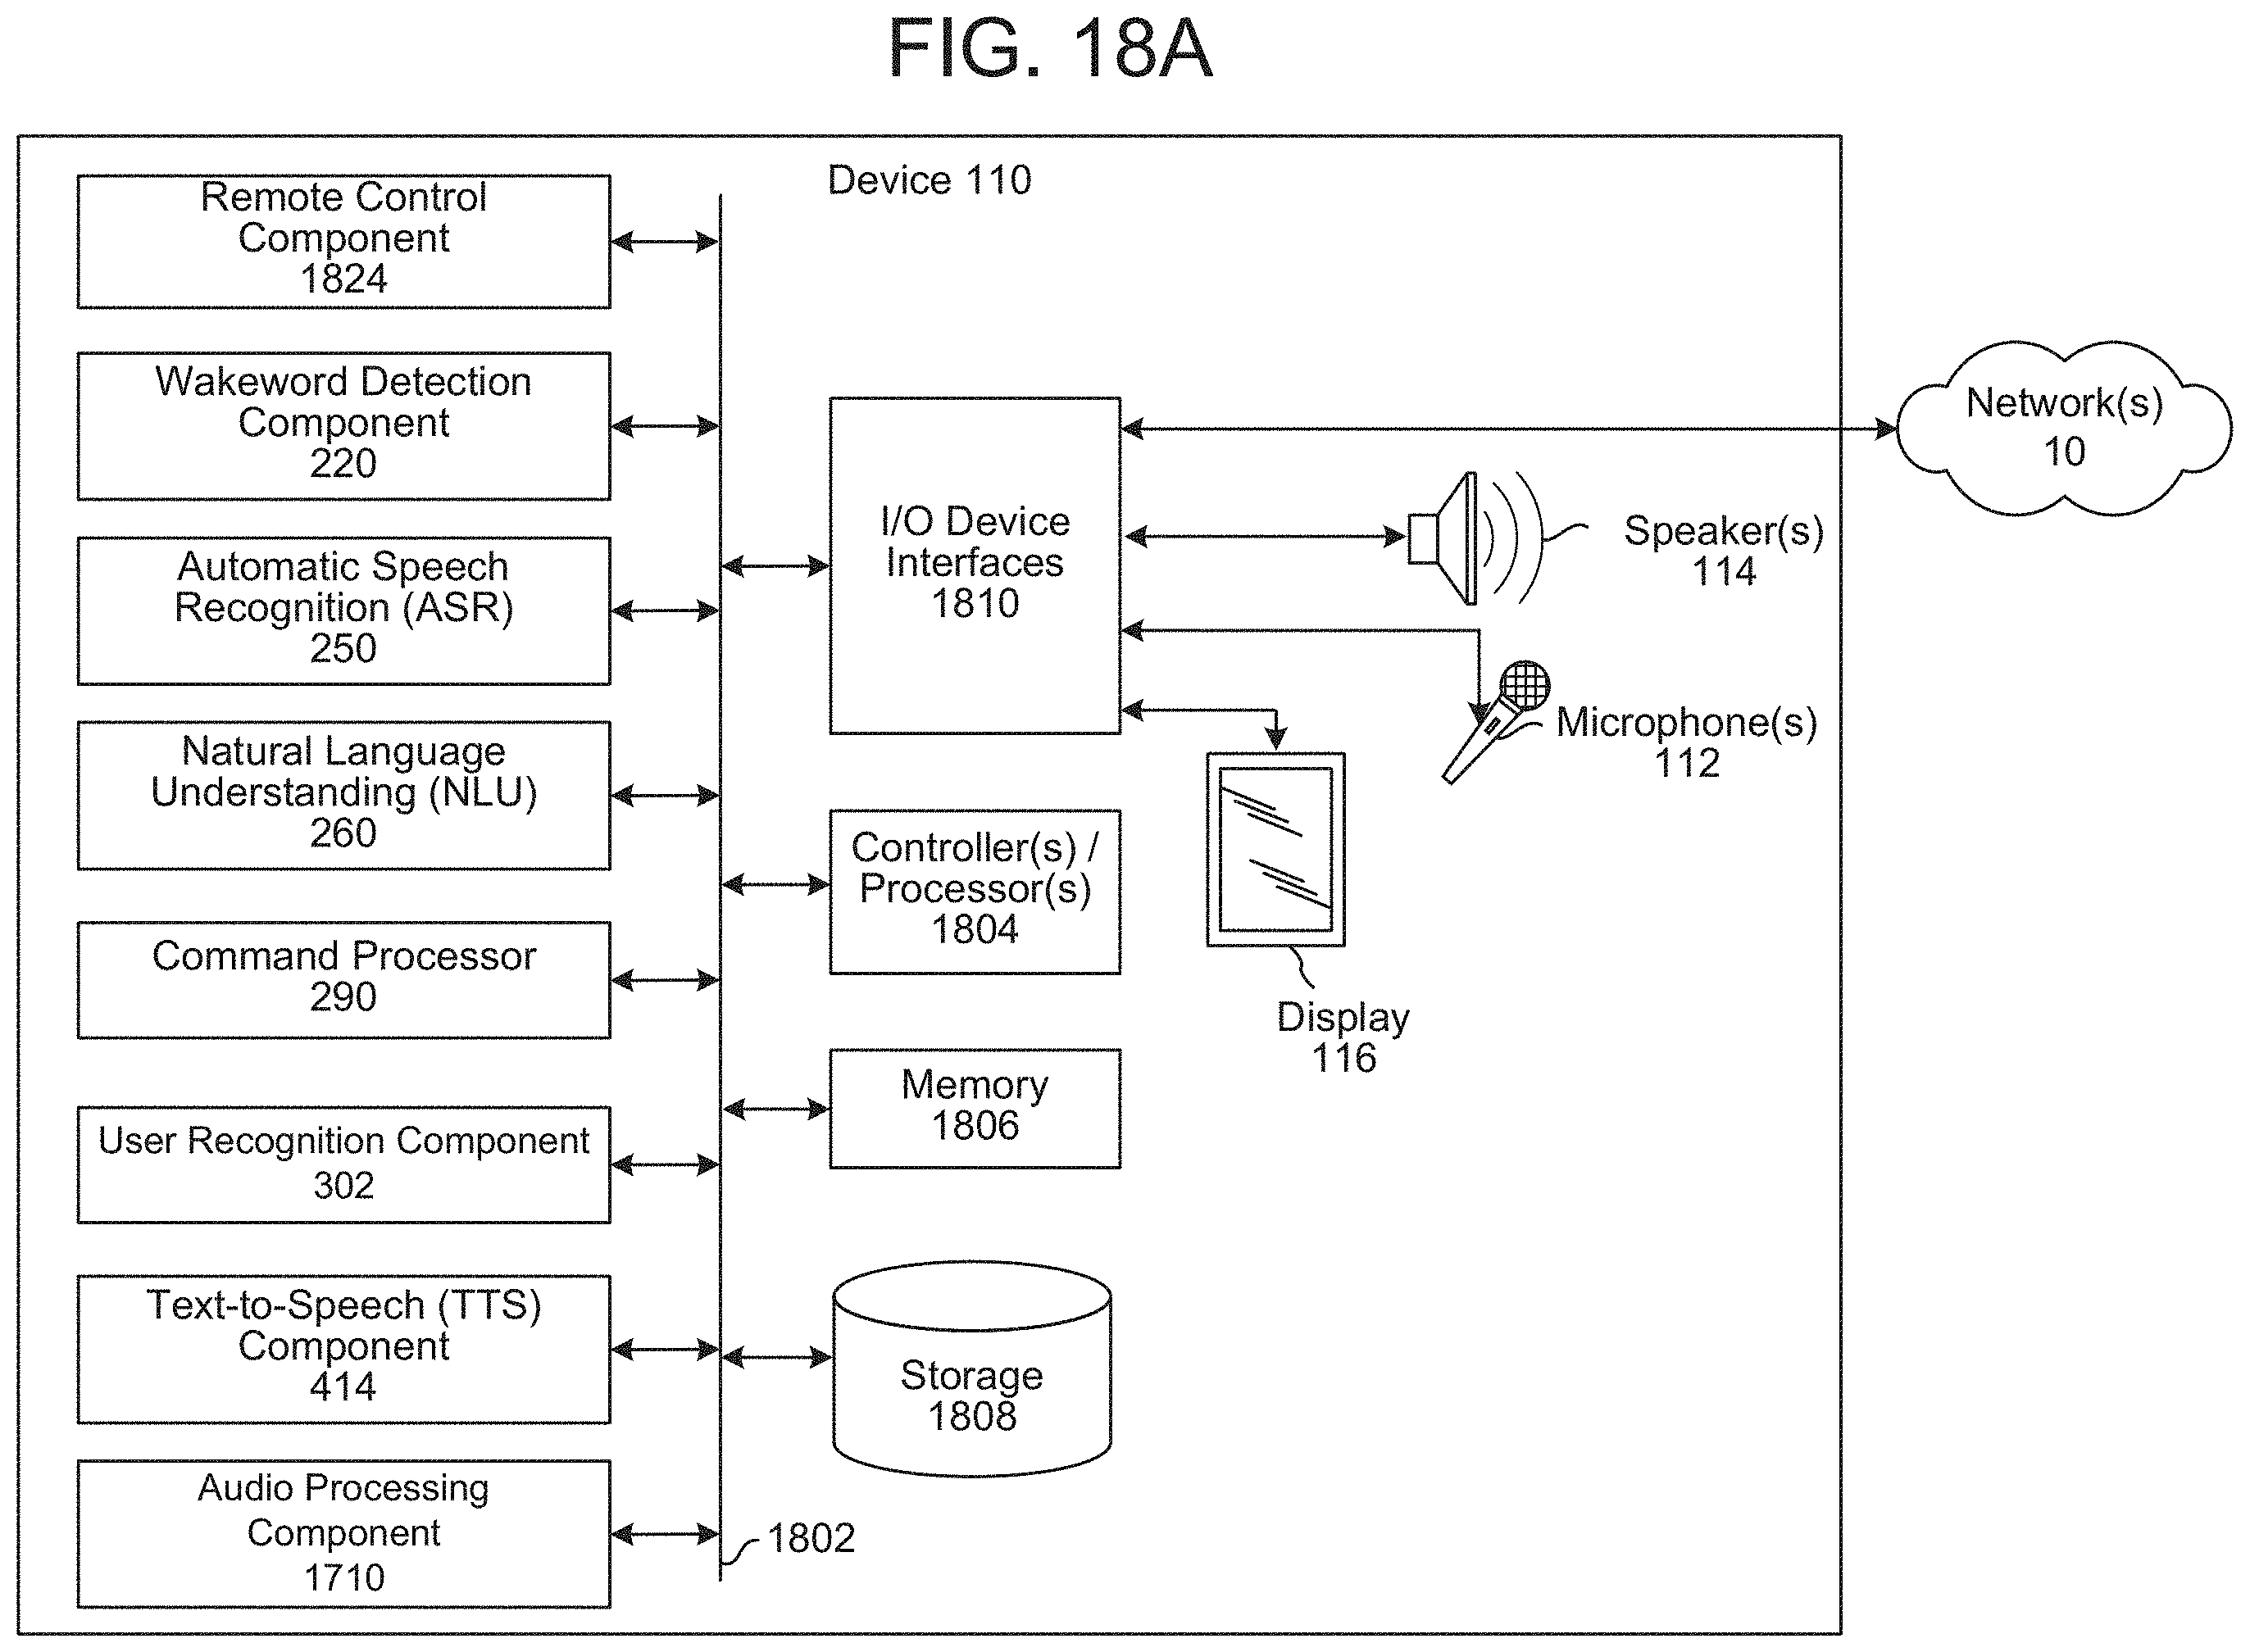 FIG. 18A
Device 110
Remote Control
Component
1824
Wakeword Detection
Component
220
Automatic Speech
Recognition (ASR)
250
Natural Language
Understanding (NLU)
260
Command Processor
290
User Recognition Component
302
Text-to-Speech (TTS)
Component
414
Audio Processing
Component
1710
1802
I/O Device
Interfaces
1810
Controller(s) /
Processor(s)
1804
Memory
1806
Storage
1808
Network(s)
10
Speaker(s)
114
Microphone(s)
112
Display
116